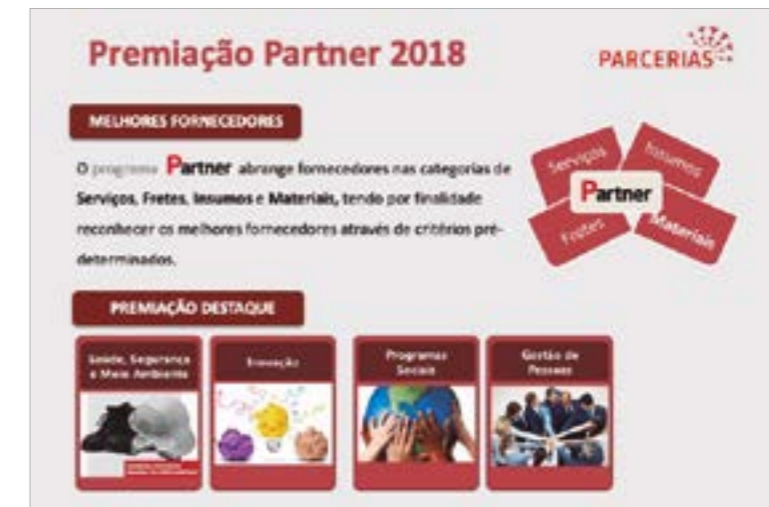 Premiação Partner 2018
PARCERIAS
MELHORES FORNECEDORES
O programa Partner abrange fornecedores nas categorias de
Serviços, Fretes, Insumos e Materiais, tendo por finalidade
reconhecer os melhores fornecedores através de critérios pré-
determinados.
Serviços
Insumos
Partner
Fretes
Materiais
PREMIAÇÃO DESTAQUE
Saúde, Segurança
e Meio Ambiente
Inovação
Programas
Sociais
Gestão de
Pessoas